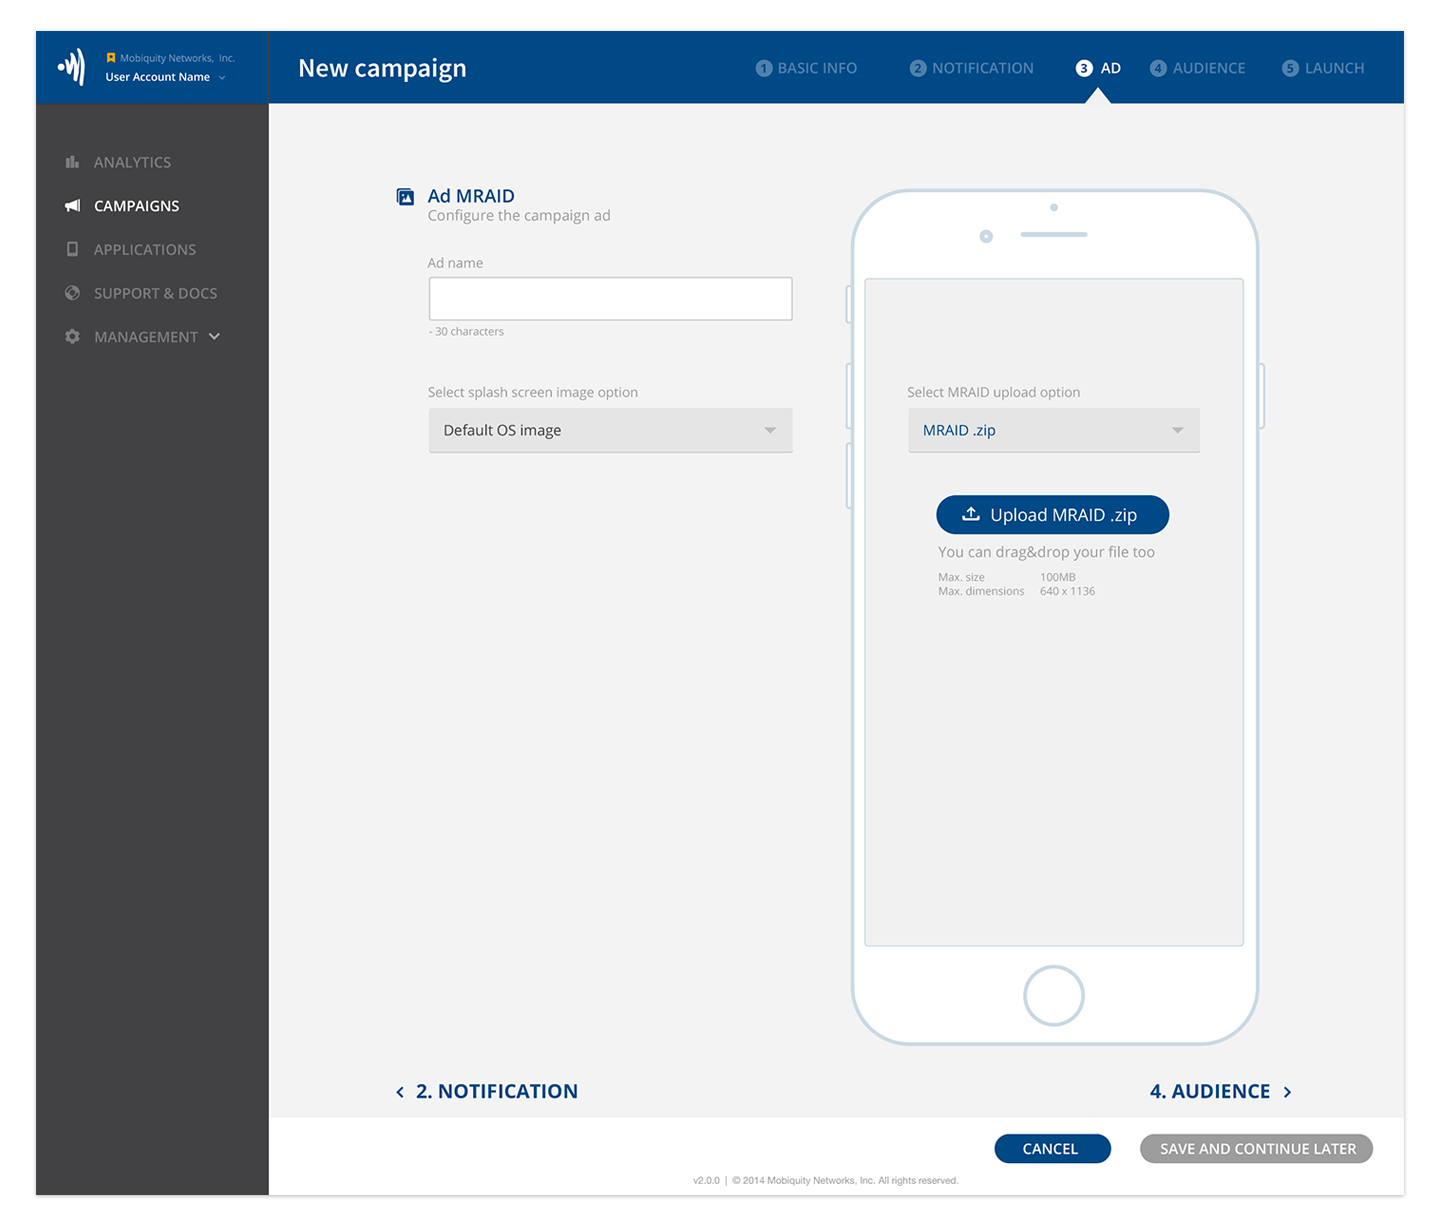 Mobiquity Networks, Inc.
User Account Name
New campaign
1 BASIC INFO
2 NOTIFICATION
3 AD
4 AUDIENCE
5 LAUNCH
ANALYTICS
CAMPAIGNS
APPLICATIONS
SUPPORT & DOCS
MANAGEMENT
Ad MRAID
Configure the campaign ad
Ad name
- 30 characters
Select splash screen image option
Default OS image
Select MRAID upload option
MRAID .zip
Upload MRAID .zip
You can drag&drop your file too
Max. size 100MB
Max. dimensions 640 x 1136
2. NOTIFICATION
4. AUDIENCE
CANCEL
SAVE AND CONTINUE LATER
v2.0.0 | © 2014 Mobiquity Networks, Inc. All rights reserved.